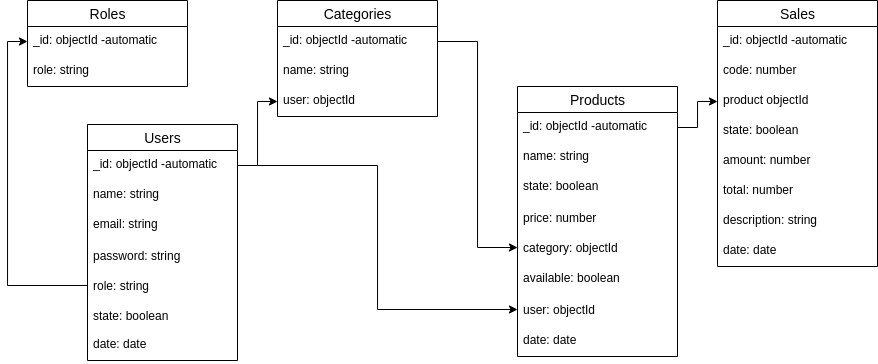 Roles
_id: objectId -automatic
role: string
Users
_id: objectId -automatic
name: string
email: string
password: string
role: string
state: boolean
date: date
Categories
_id: objectId -automatic
name: string
user: objectId
Products
_id: objectId -automatic
name: string
state: boolean
price: number
category: objectId
available: boolean
user: objectId
date: date
Sales
_id: objectId -automatic
code: number
product objectId
state: boolean
amount: number
total: number
description: string
date: date